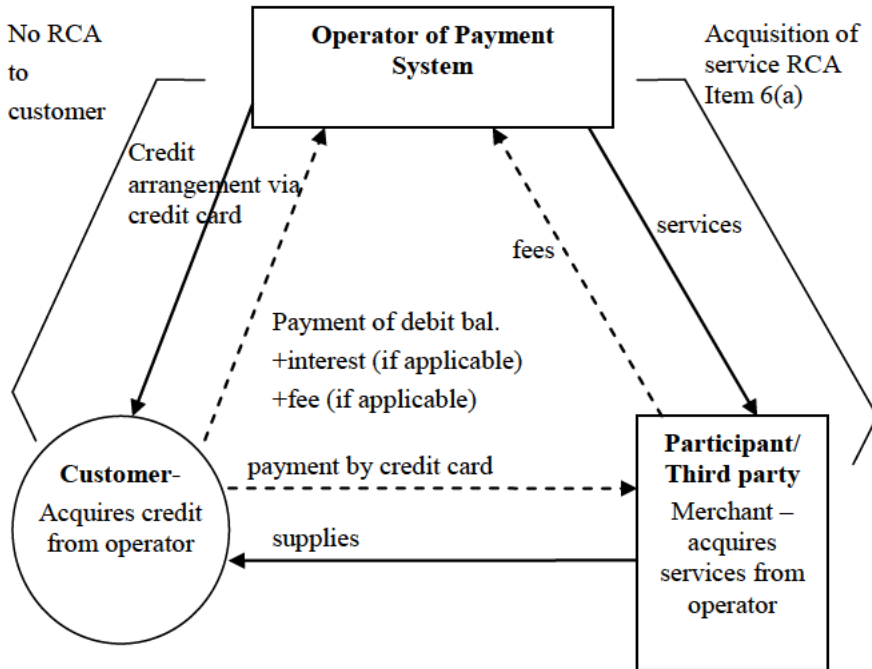 No RCA
to
customer
Operator of Payment
System
Acquisition of
service RCA
Item 6(a)
Credit
arrangement via
credit card
services
fees
Payment of debit bal.
+interest (if applicable)
+fee (if applicable)
Customer-
Acquires credit
from operator
payment by credit card
supplies
Participant/
Third party
Merchant –
acquires
services from
operator